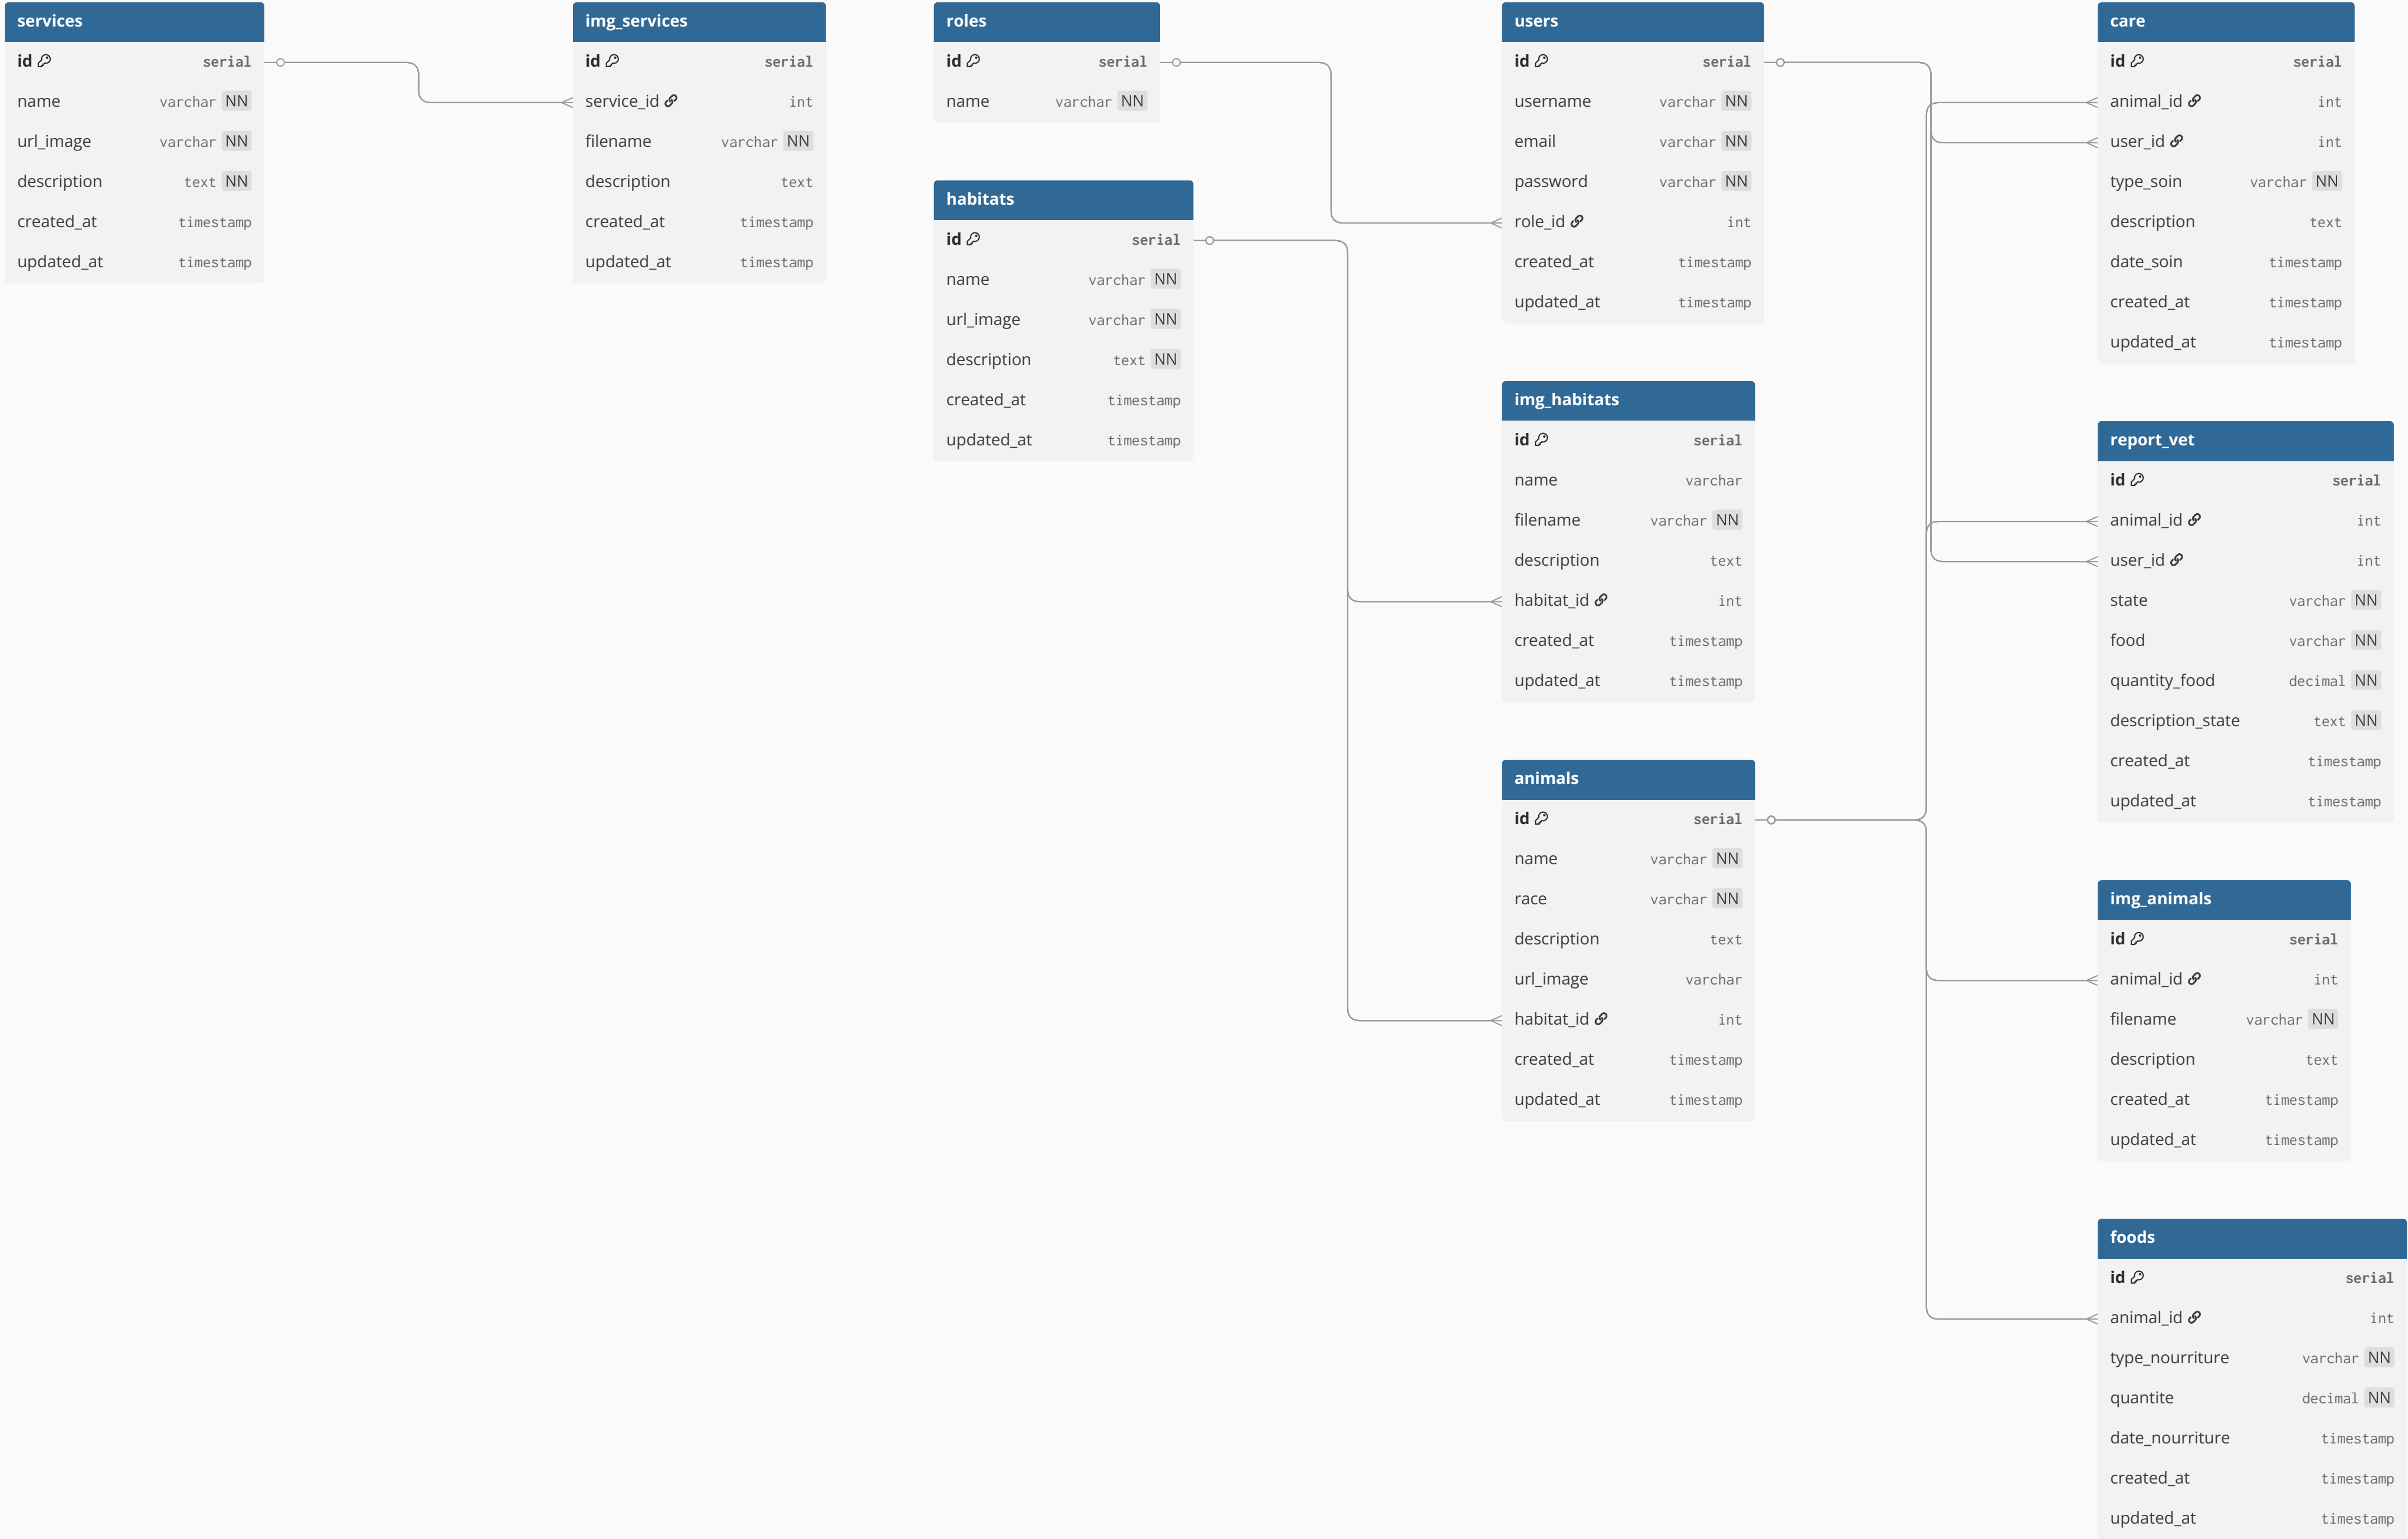 services
id serial
name varchar NN
url_image varchar NN
description text NN
created_at timestamp
updated_at timestamp
img_services
id serial
service_id int
filename varchar NN
description text
created_at timestamp
updated_at timestamp
roles
id serial
name varchar NN
habitats
id serial
name varchar NN
url_image varchar NN
description text NN
created_at timestamp
updated_at timestamp
users
id serial
username varchar NN
email varchar NN
password varchar NN
role_id int
created_at timestamp
updated_at timestamp
img_habitats
id serial
name varchar
filename varchar NN
description text
habitat_id int
created_at timestamp
updated_at timestamp
animals
id serial
name varchar NN
race varchar NN
description text
url_image varchar
habitat_id int
created_at timestamp
updated_at timestamp
care
id serial
animal_id int
user_id int
type_soin varchar NN
description text
date_soin timestamp
created_at timestamp
updated_at timestamp
report_vet
id serial
animal_id int
user_id int
state varchar NN
food varchar NN
quantity_food decimal NN
description_state text NN
created_at timestamp
updated_at timestamp
img_animals
id serial
animal_id int
filename varchar NN
description text
created_at timestamp
updated_at timestamp
foods
id serial
animal_id int
type_nourriture varchar NN
quantite decimal NN
date_nourriture timestamp
created_at timestamp
updated_at timestamp